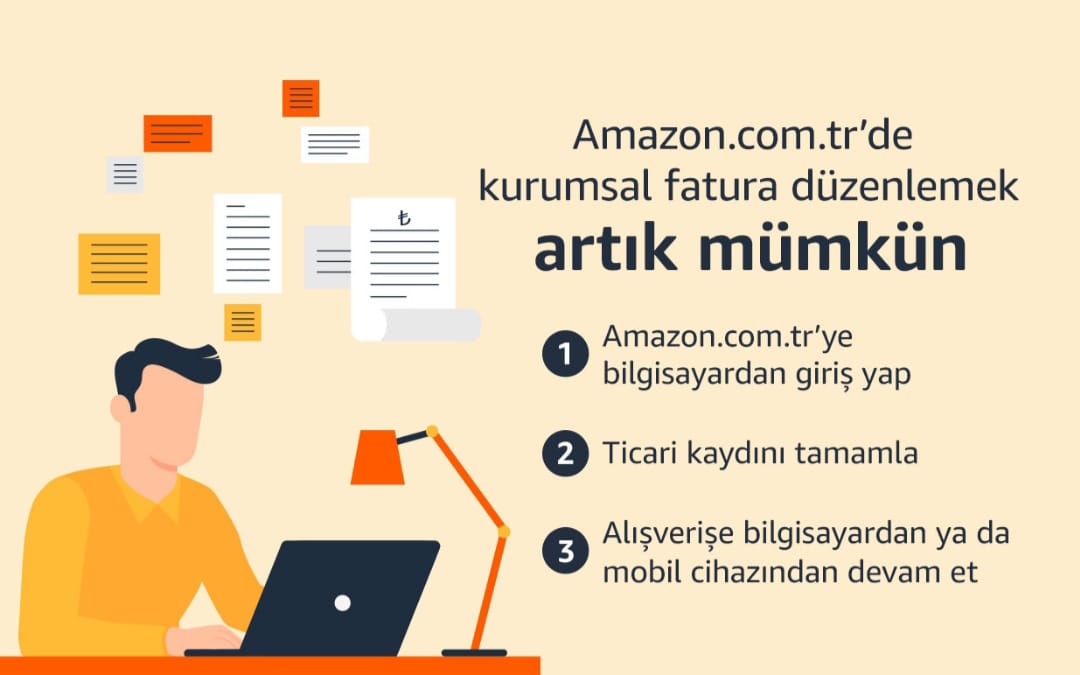 ₺
Amazon.com.tr’de
kurumsal fatura düzenlemek
artık mümkün
1 Amazon.com.tr’ye
bilgisayardan giriş yap
2 Ticari kaydını tamamla
3 Alışverişe bilgisayardan ya da
mobil cihazından devam et